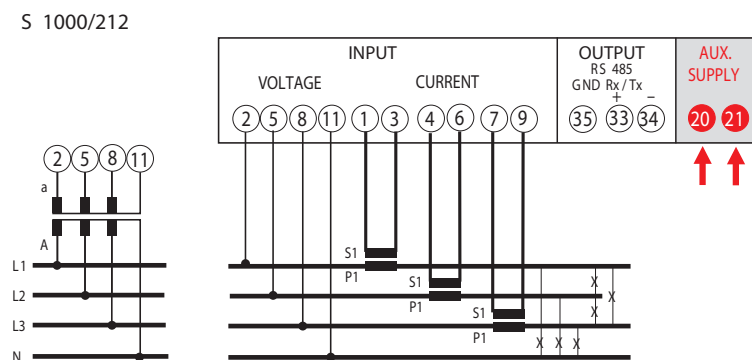 S 1000/212
INPUT
OUTPUT
AUX.
SUPPLY
VOLTAGE
CURRENT
RS 485
GND Rx / Tx
+ −
2 5 8 11 1 3 4 6 7 9 35 33 34 20 21
2 5 8 11
a
A
L1
L2
L3
N
S1
P1
S1
P1
S1
P1
X
X
X
X X X